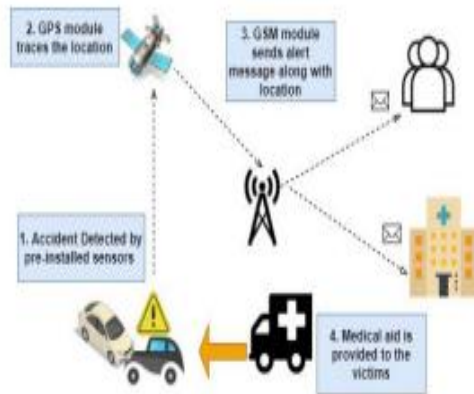 2. GPS module
traces the location
3. GSM module
sends alert
message along with
location
1. Accident Detected by
pre-installed sensors
4. Medical aid is
provided to the
victims